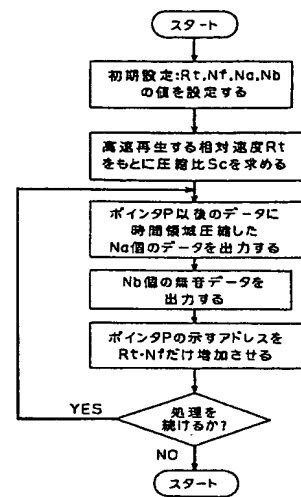 スタート
初期設定:Rt.Nf.Na.Nb
の値を設定する
高速再生する相対速度Rt
をもとに圧縮比Scを求める
ポインタP以後のデータに
時間領域圧縮した
Na個のデータを出力する
Nb個の無音データを
出力する
ポインタPの示すアドレスを
Rt・Nfだけ増加させる
処理を
続けるか?
YES
NO
スタート